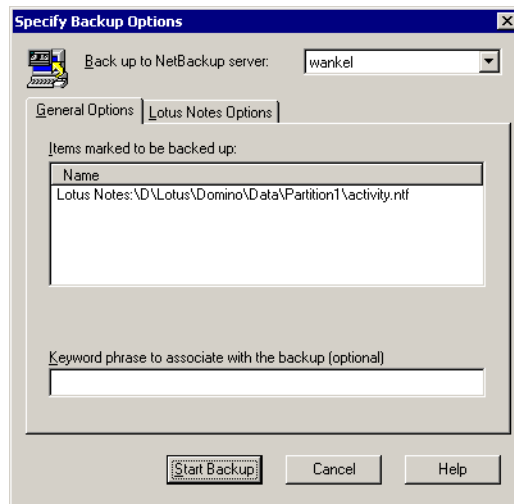 Specify Backup Options
Back up to NetBackup server: wankel
General Options Lotus Notes Options
Items marked to be backed up:
Name
Lotus Notes:\D\Lotus\Domino\Data\Partition1\activity.ntf
Keyword phrase to associate with the backup (optional)
Start Backup Cancel Help